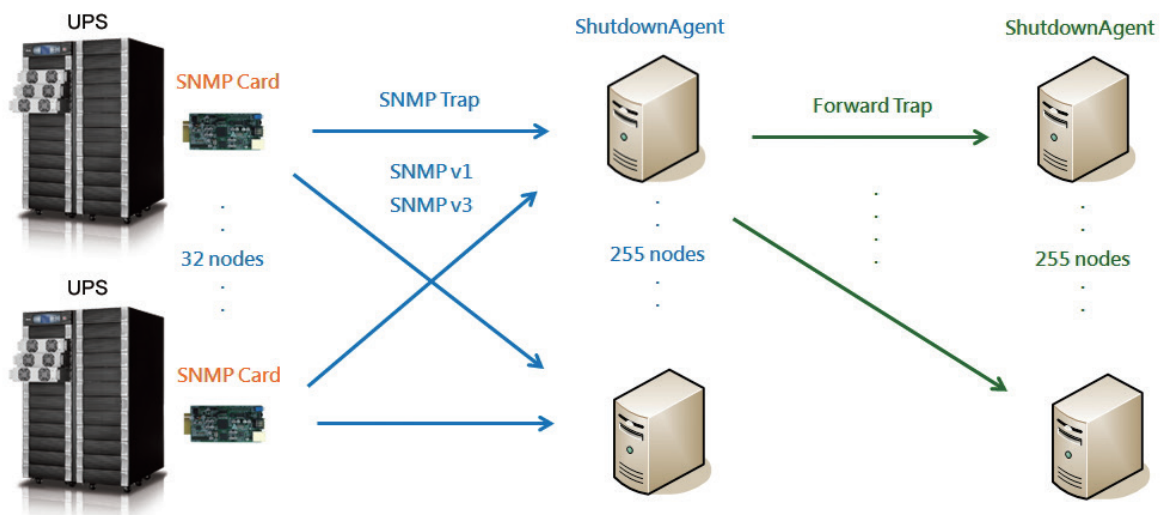 UPS
ShutdownAgent
ShutdownAgent
SNMP Card
SNMP Trap
Forward Trap
SNMP v1
SNMP v3
32 nodes
255 nodes
255 nodes
UPS
SNMP Card